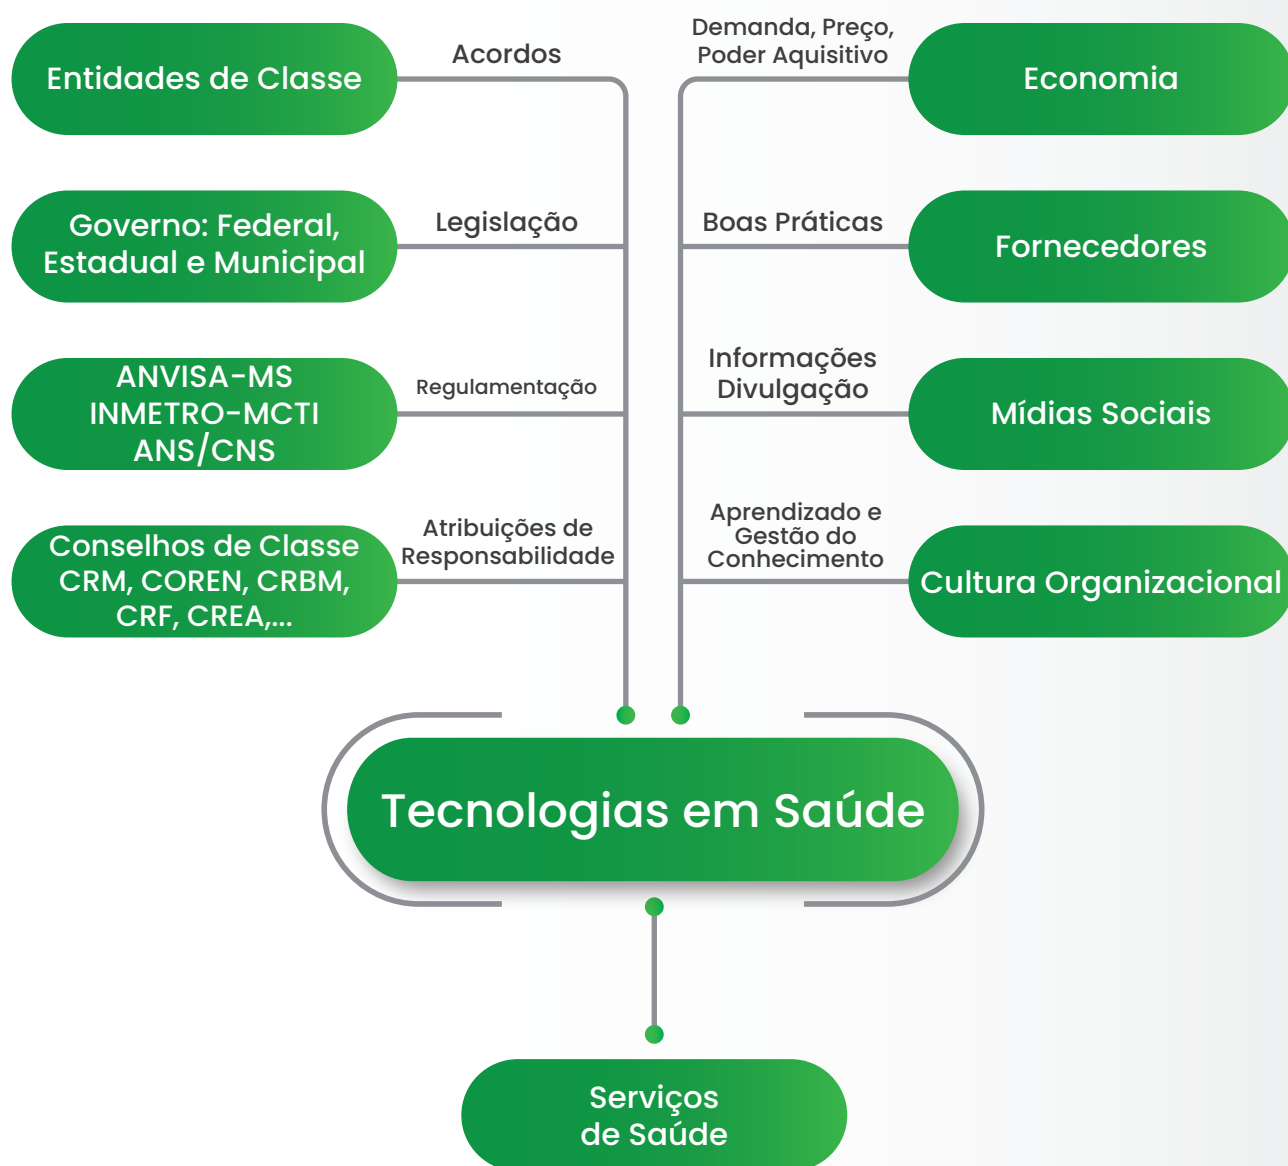 Entidades de Classe
Acordos
Demanda, Preço,
Poder Aquisitivo
Economia
Governo: Federal,
Estadual e Municipal
Legislação
Boas Práticas
Fornecedores
ANVISA-MS
INMETRO-MCTI
ANS/CNS
Regulamentação
Informações
Divulgação
Mídias Sociais
Conselhos de Classe
CRM, COREN, CRBM,
CRF, CREA,...
Atribuições de
Responsabilidade
Aprendizado e
Gestão do
Conhecimento
Cultura Organizacional
Tecnologias em Saúde
Serviços
de Saúde